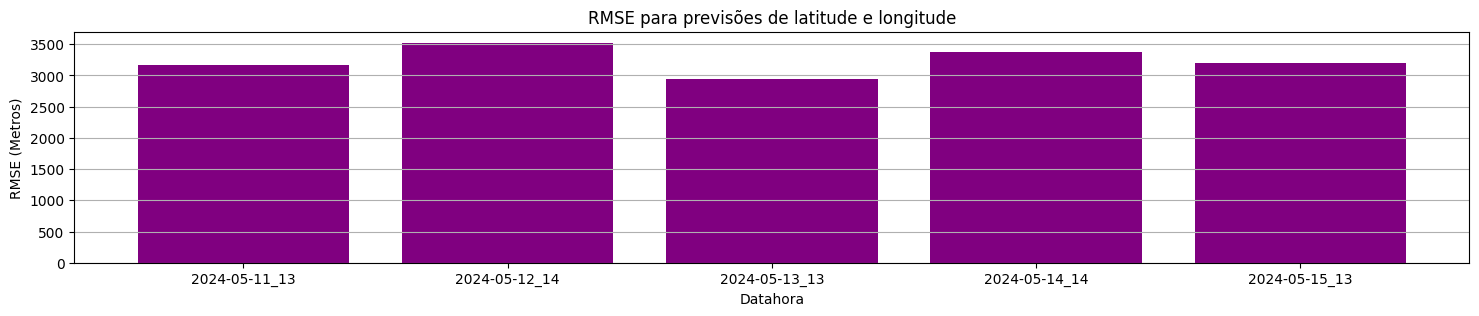 RMSE para previsões de latitude e longitude
RMSE (Metros)
3500
3000
2500
2000
1500
1000
500
0
2024-05-11_13 2024-05-12_14 2024-05-13_13 2024-05-14_14 2024-05-15_13
Datahora